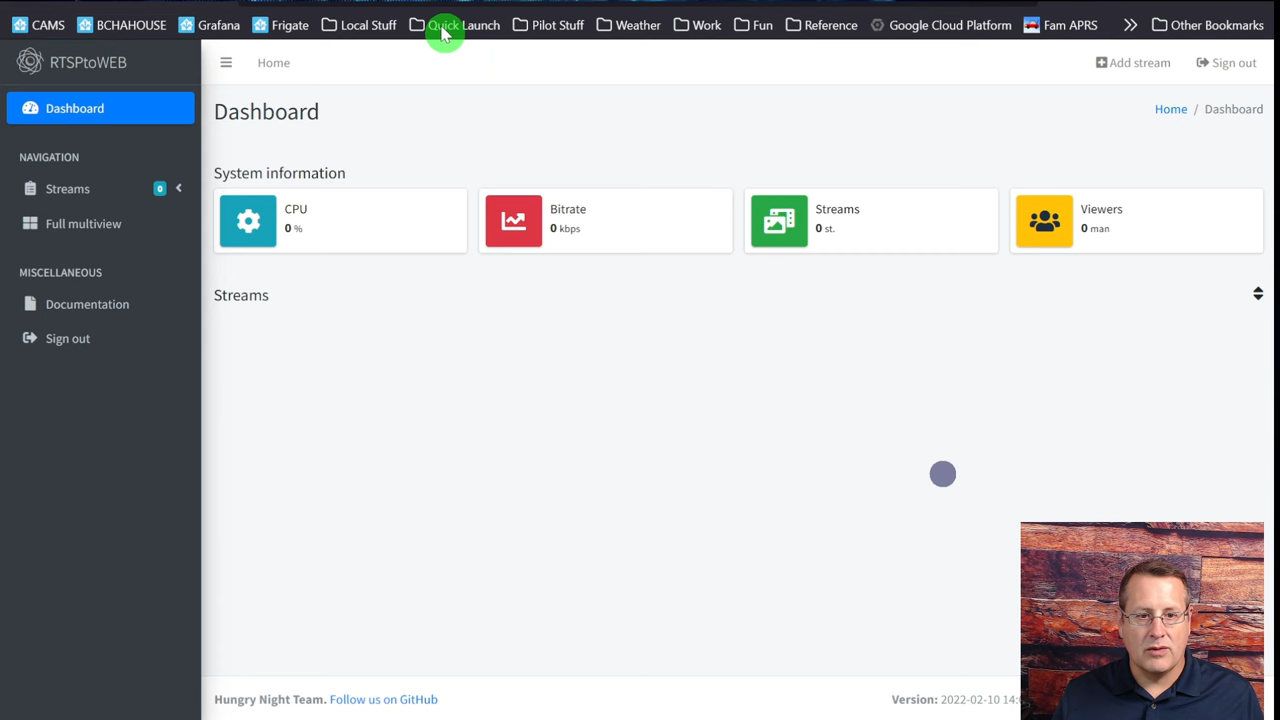 CAMS BCHAHOUSE Grafana Frigate Local Stuff Quick Launch Pilot Stuff Weather Work Fun Reference Google Cloud Platform Fam APRS Other Bookmarks
RTSPtoWEB
Home
Add stream
Sign out
Dashboard
NAVIGATION
Streams 0
Full multiview
MISCELLANEOUS
Documentation
Sign out
Dashboard
Home / Dashboard
System information
CPU
0 %
Bitrate
0 kbps
Streams
0 st.
Viewers
0 man
Streams
Hungry Night Team. Follow us on GitHub
Version: 2022-02-10